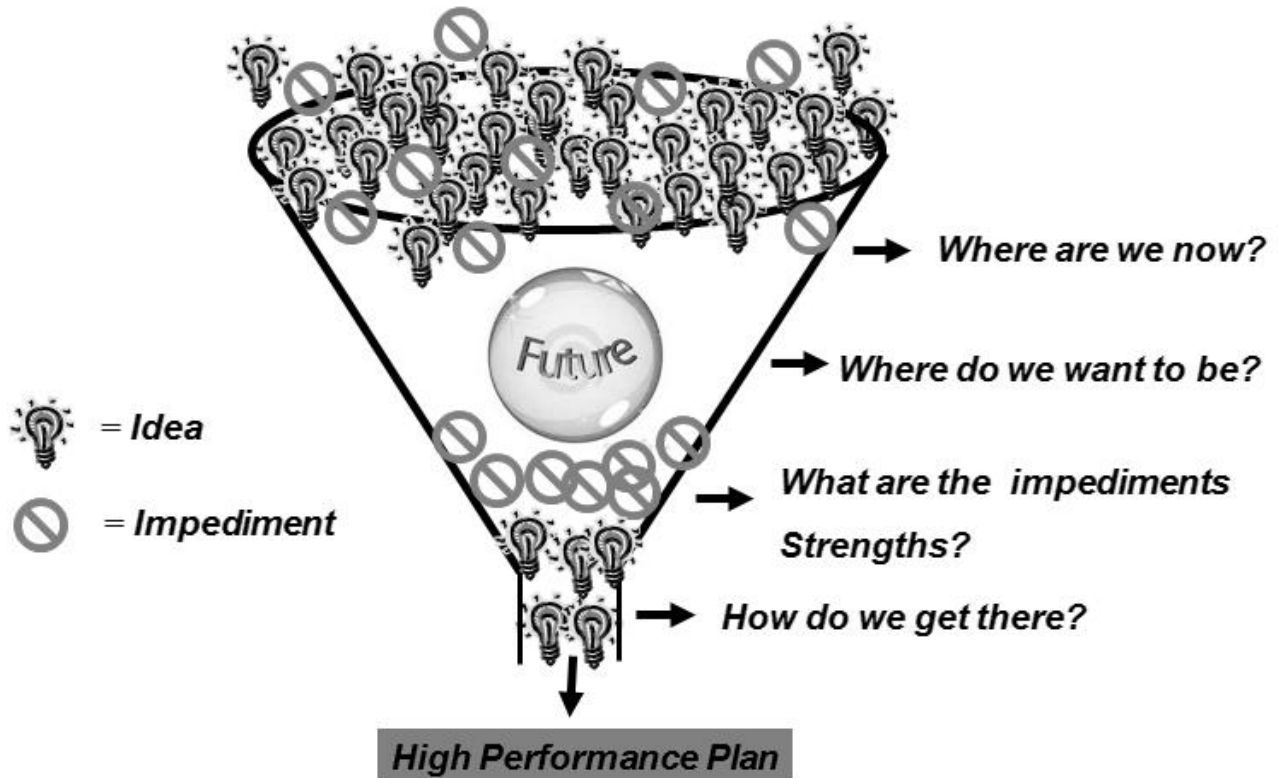 Where are we now?
Future
Where do we want to be?
= Idea
What are the  impediments
Strengths?
= Impediment
How do we get there?
High Performance Plan